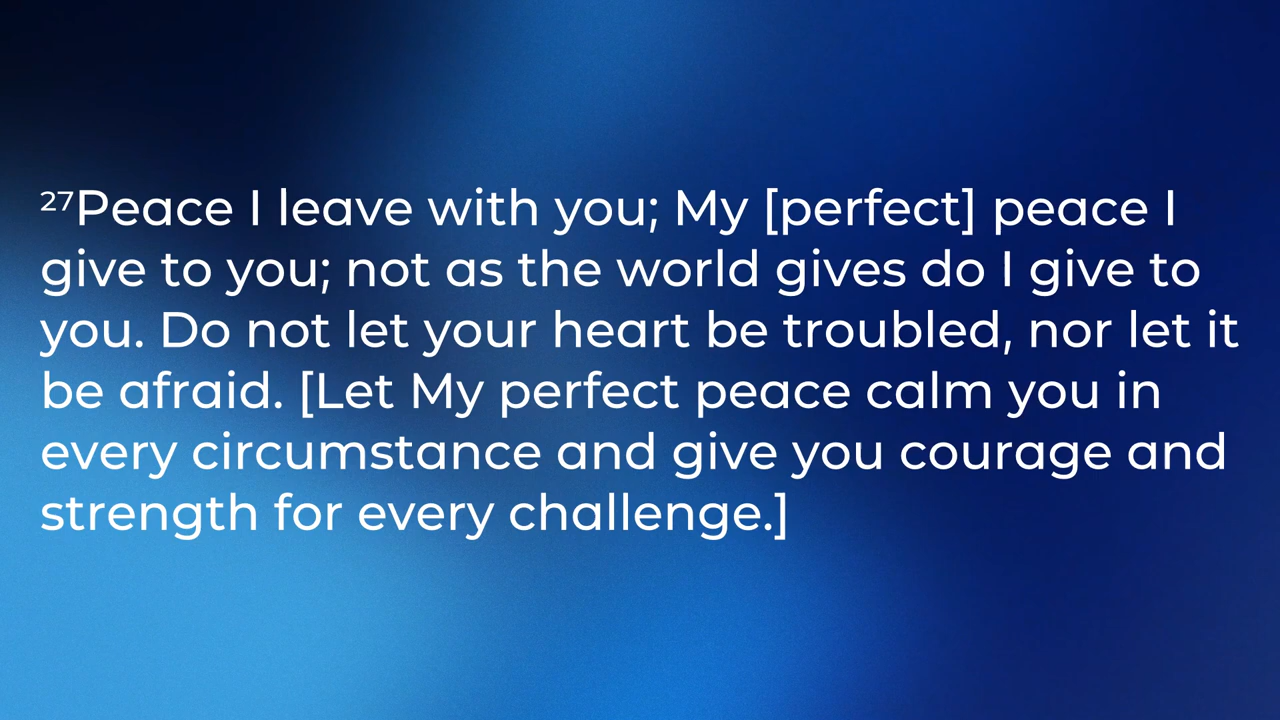 ²⁷Peace I leave with you; My [perfect] peace I
give to you; not as the world gives do I give to
you. Do not let your heart be troubled, nor let it
be afraid. [Let My perfect peace calm you in
every circumstance and give you courage and
strength for every challenge.]